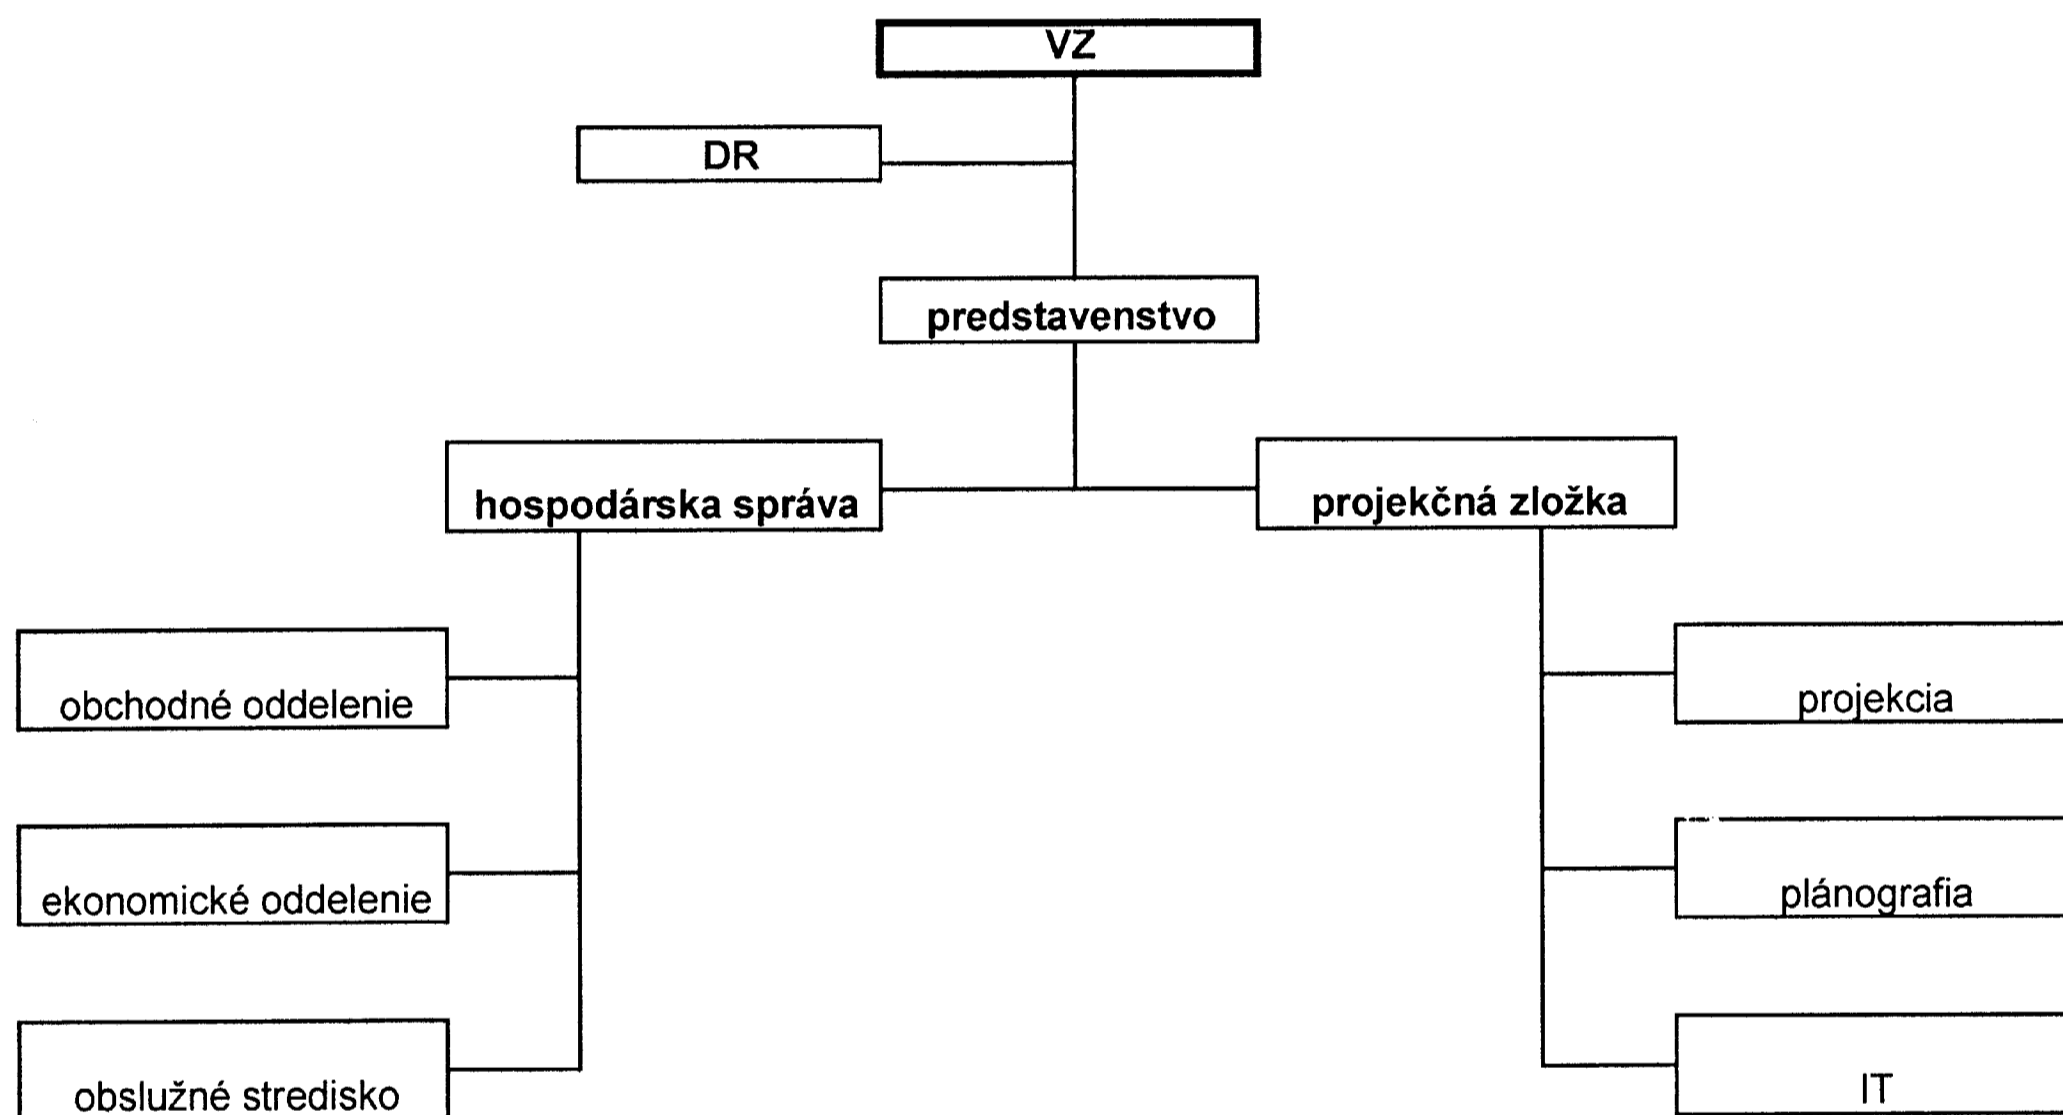 VZ
DR
predstavenstvo
hospodárska správa
projekčná zložka
obchodné oddelenie
projekcia
ekonomické oddelenie
plánografia
obslužné stredisko
IT